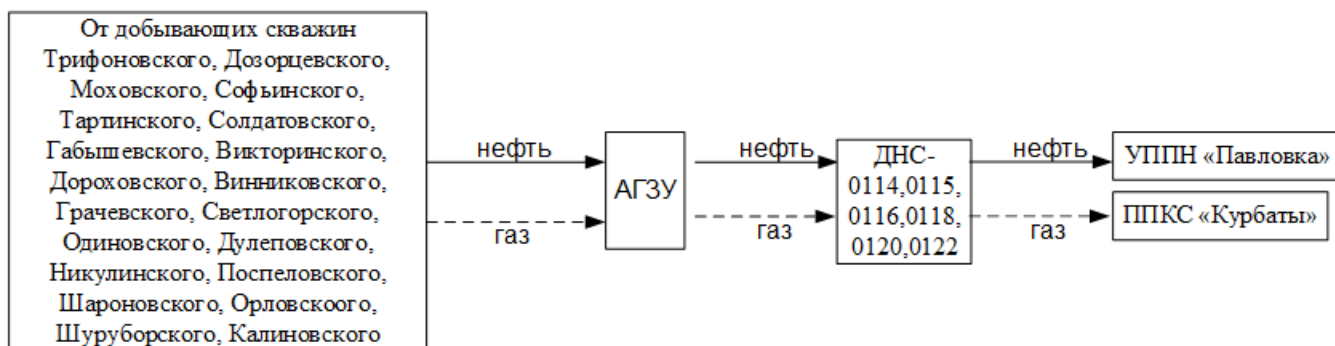 От добывающих скважин
Трифоновского, Дозорцевского,
Моховского, Софьинского,
Тартинского, Солдатовского,
Габышевского, Викторинского,
Дороховского, Винниковского,
Грачевского, Светлогорского,
Одиновского, Дулеповского,
Никулинского, Поспеловского,
Шароновского, Орловскоого,
Шуруборского, Калиновского
нефть
газ
АГЗУ
нефть
газ
ДНС-
0114,0115,
0116,0118,
0120,0122
нефть
газ
УППН «Павловка»
ППКС «Курбаты»